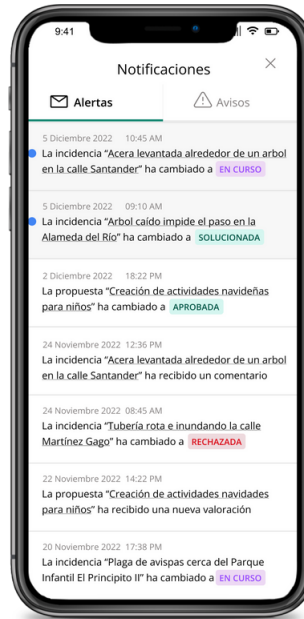 9:41
Notificaciones
Alertas
Avisos
5 Diciembre 2022 10:45 AM
La incidencia “Acera levantada alrededor de un arbol
en la calle Santander” ha cambiado a EN CURSO
5 Diciembre 2022 09:10 AM
La incidencia “Arbol caído impide el paso en la
Alameda del Río” ha cambiado a SOLUCIONADA
2 Diciembre 2022 18:22 PM
La propuesta “Creación de actividades navideñas
para niños” ha cambiado a APROBADA
24 Noviembre 2022 12:36 PM
La incidencia “Acera levantada alrededor de un arbol
en la calle Santander” ha recibido un comentario
24 Noviembre 2022 08:45 AM
La incidencia “Tubería rota e inundando la calle
Martínez Gago” ha cambiado a RECHAZADA
22 Noviembre 2022 14:22 PM
La propuesta “Creación de actividades navidades
para niños” ha recibido una nueva valoración
20 Noviembre 2022 17:38 PM
La incidencia “Plaga de avispas cerca del Parque
Infantil El Principito II” ha cambiado a EN CURSO